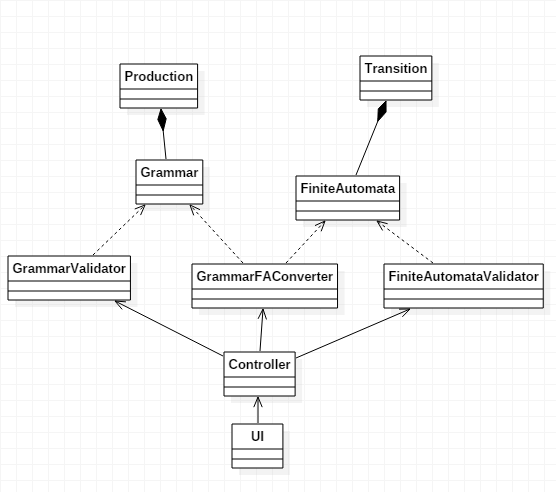 Production
Transition
Grammar
FiniteAutomata
GrammarValidator
GrammarFAConverter
FiniteAutomataValidator
Controller
UI